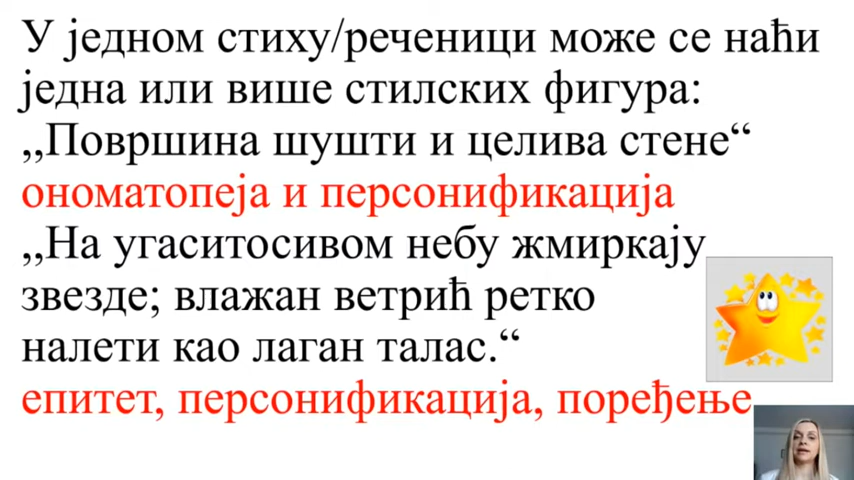 У једном стиху/реченици може се наћи
једна или више стилских фигура:
,,Површина шушти и целива стене“
ономатопеја и персонификација
,,На угаситосивом небу жмиркају
звезде; влажан ветрић ретко
налети као лаган талас.“
епитет, персонификација, поређење